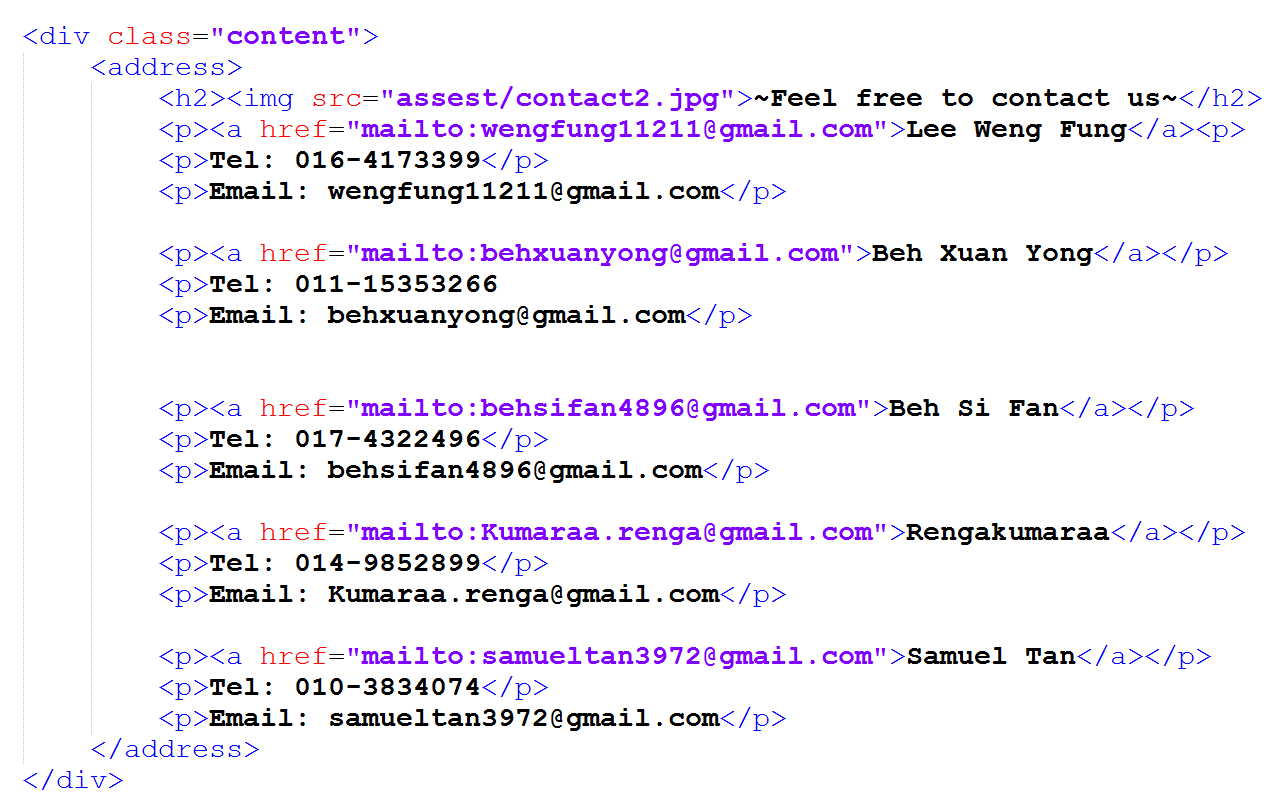 <div class="content">
<address>
<h2><img src="assest/contact2.jpg">~Feel free to contact us~</h2>
<p><a href="mailto:wengfung11211@gmail.com">Lee Weng Fung</a><p>
<p>Tel: 016-4173399</p>
<p>Email: wengfung11211@gmail.com</p>
<p><a href="mailto:behxuanyong@gmail.com">Beh Xuan Yong</a></p>
<p>Tel: 011-15353266
<p>Email: behxuanyong@gmail.com</p>
<p><a href="mailto:behsifan4896@gmail.com">Beh Si Fan</a></p>
<p>Tel: 017-4322496</p>
<p>Email: behsifan4896@gmail.com</p>
<p><a href="mailto:Kumaraa.renga@gmail.com">Rengakumaraa</a></p>
<p>Tel: 014-9852899</p>
<p>Email: Kumaraa.renga@gmail.com</p>
<p><a href="mailto:samueltan3972@gmail.com">Samuel Tan</a></p>
<p>Tel: 010-3834074</p>
<p>Email: samueltan3972@gmail.com</p>
</address>
</div>